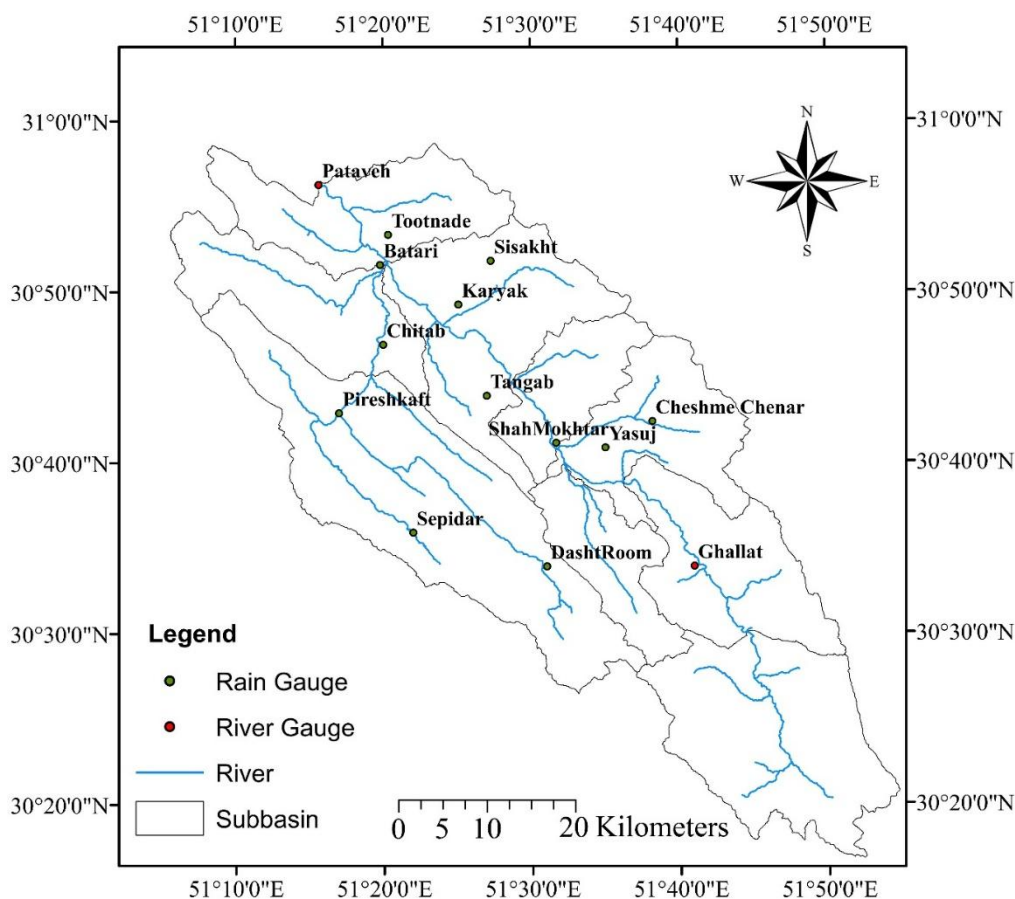 51°10'0"E 51°20'0"E 51°30'0"E 51°40'0"E 51°50'0"E
31°0'0"N 31°0'0"N
N
W E
S
Pataveh
Tootnade
Batari
Sisakht
30°50'0"N 30°50'0"N
Karyak
Chitab
Tangab
Pireshkaft
Cheshme Chenar
ShahMokhtar
Yasuj
30°40'0"N 30°40'0"N
Sepidar
DashtRoom
Ghallat
30°30'0"N 30°30'0"N
Legend
Rain Gauge
River Gauge
River
Subbasin
0 5 10 20 Kilometers
30°20'0"N 30°20'0"N
51°10'0"E 51°20'0"E 51°30'0"E 51°40'0"E 51°50'0"E